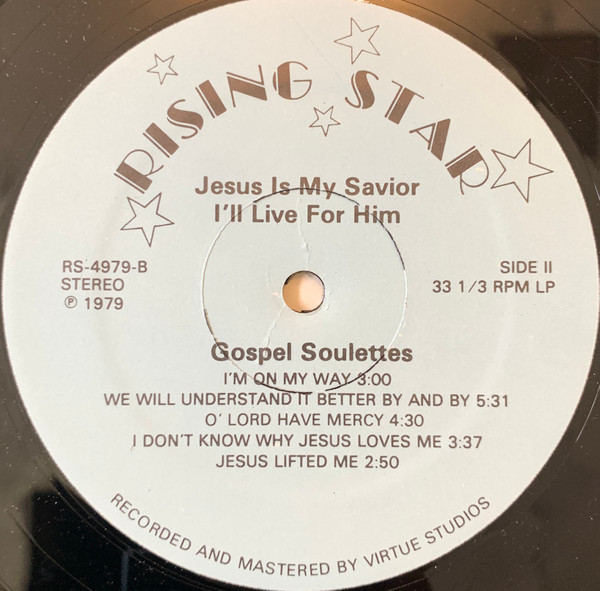 RISING STAR
Jesus Is My Savior
I'll Live For Him
RS-4979-B
STEREO
℗ 1979
SIDE II
33 1/3 RPM LP
Gospel Soulettes
I'M ON MY WAY 3:00
WE WILL UNDERSTAND IT BETTER BY AND BY 5:31
O' LORD HAVE MERCY 4:30
I DON'T KNOW WHY JESUS LOVES ME 3:37
JESUS LIFTED ME 2:50
RECORDED AND MASTERED BY VIRTUE STUDIOS